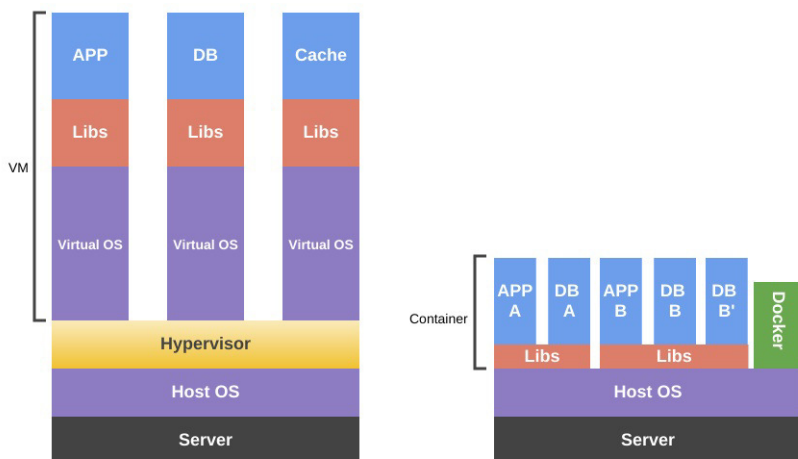 APP
DB
Cache
Libs
Libs
Libs
VM
Virtual OS
Virtual OS
Virtual OS
Hypervisor
Host OS
Server
Container
APP
A
DB
A
APP
B
DB
B
DB
B'
Docker
Libs
Libs
Host OS
Server